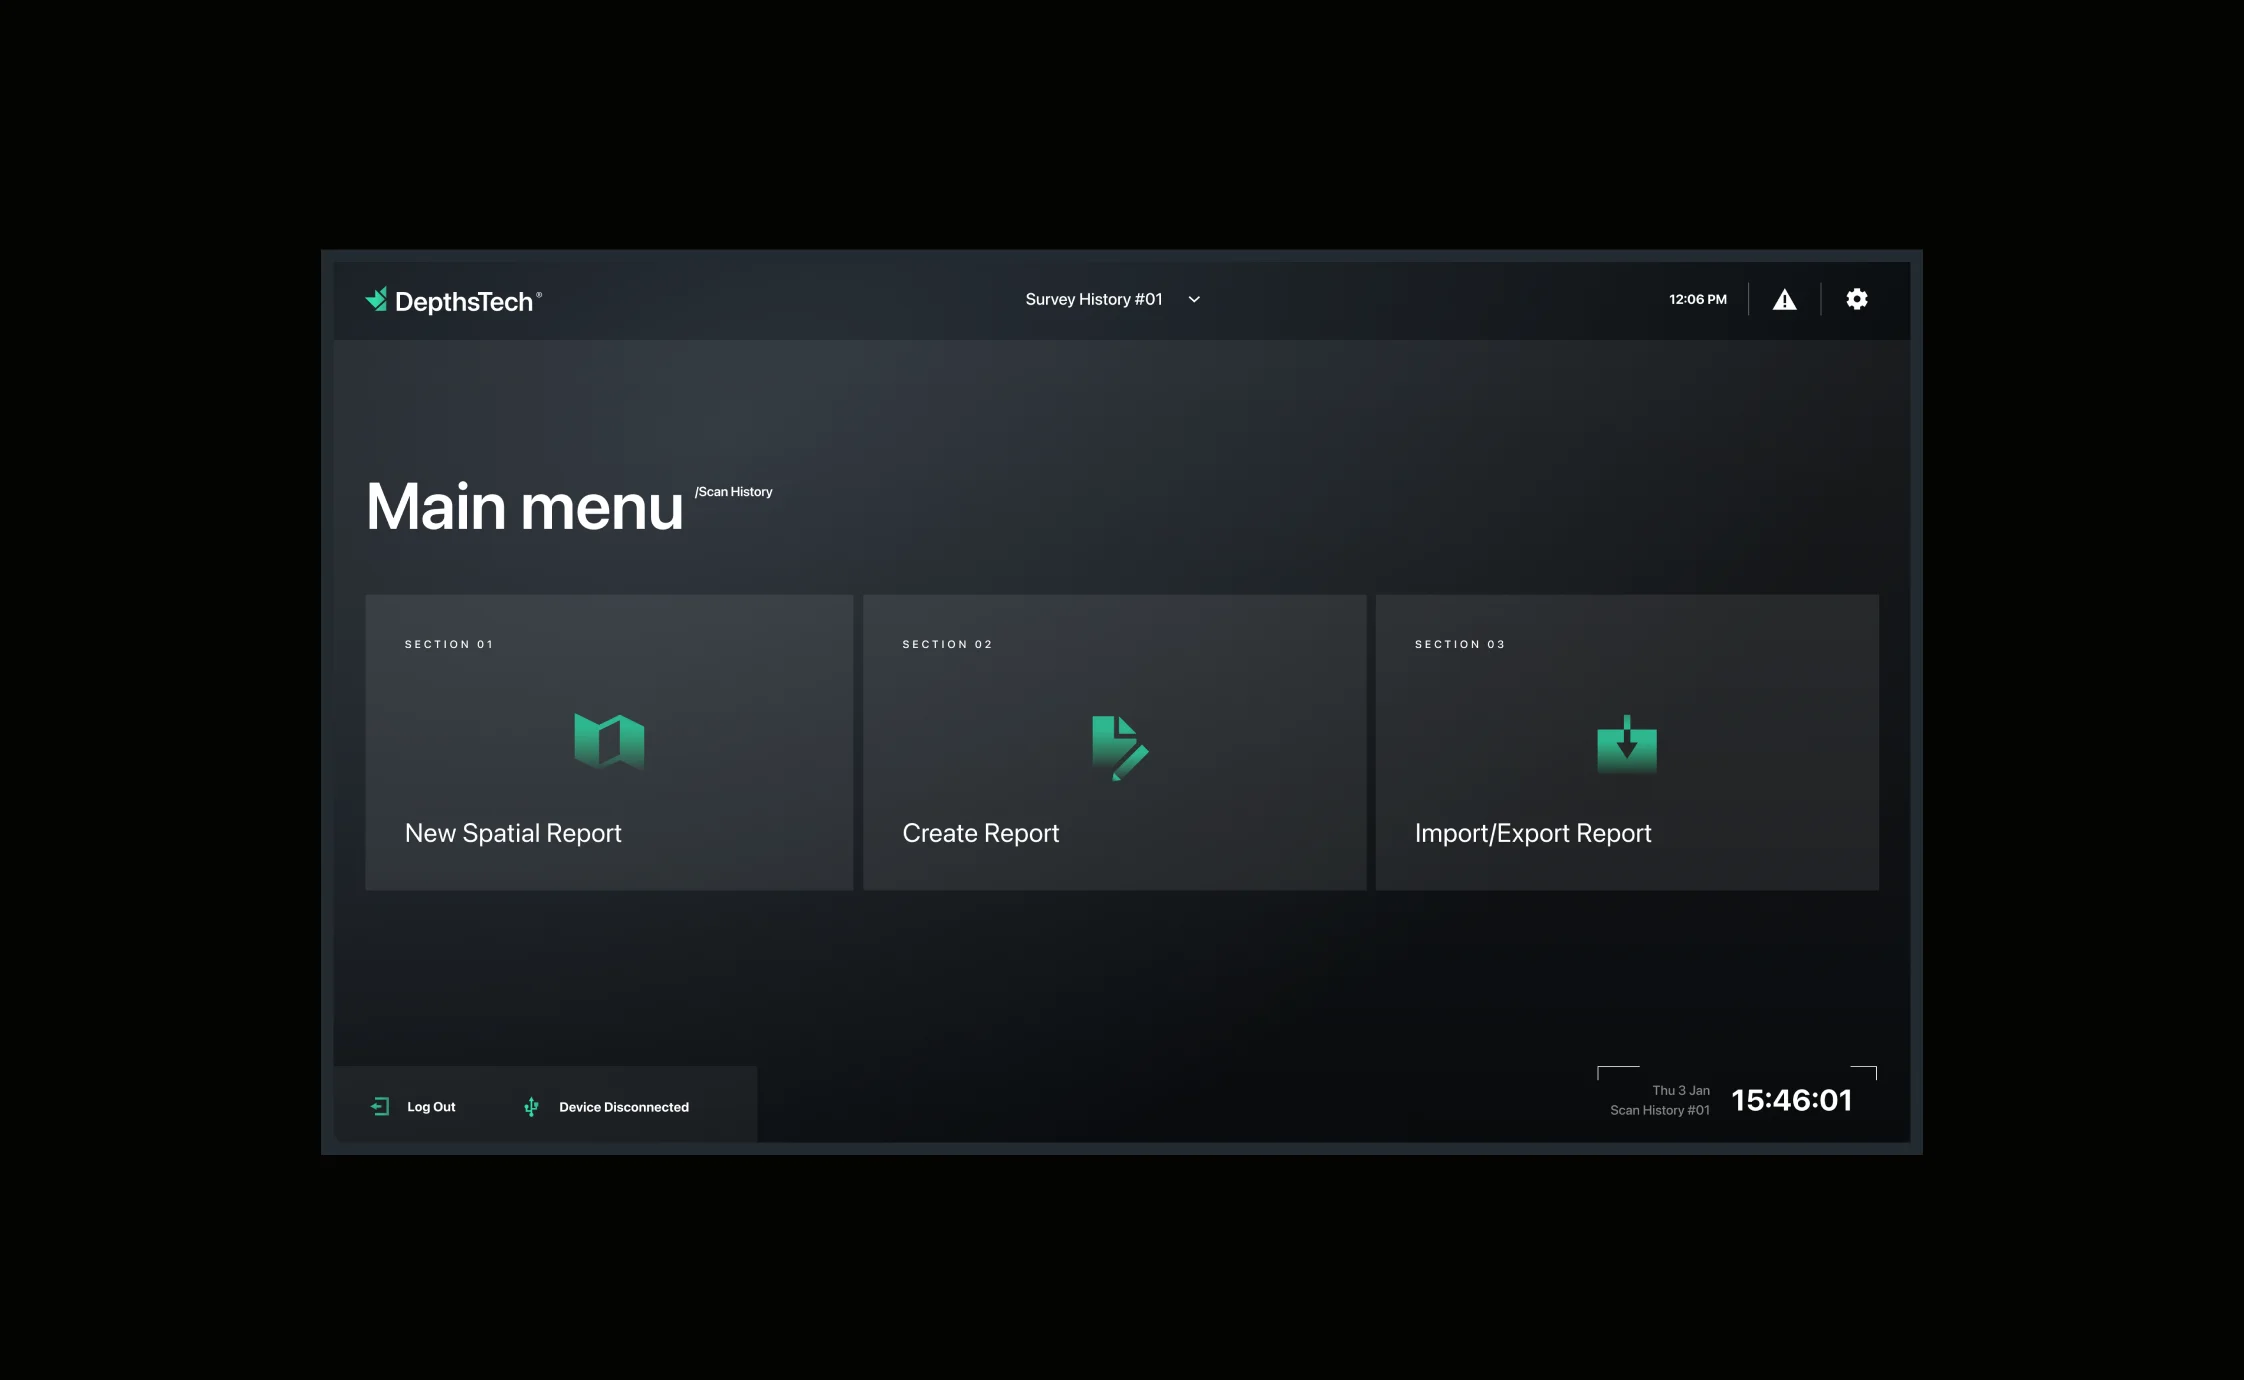 DepthsTech®
Survey History #01
12:06 PM
Main menu /Scan History
SECTION 01
New Spatial Report
SECTION 02
Create Report
SECTION 03
Import/Export Report
Log Out
Device Disconnected
Thu 3 Jan
Scan History #01
15:46:01